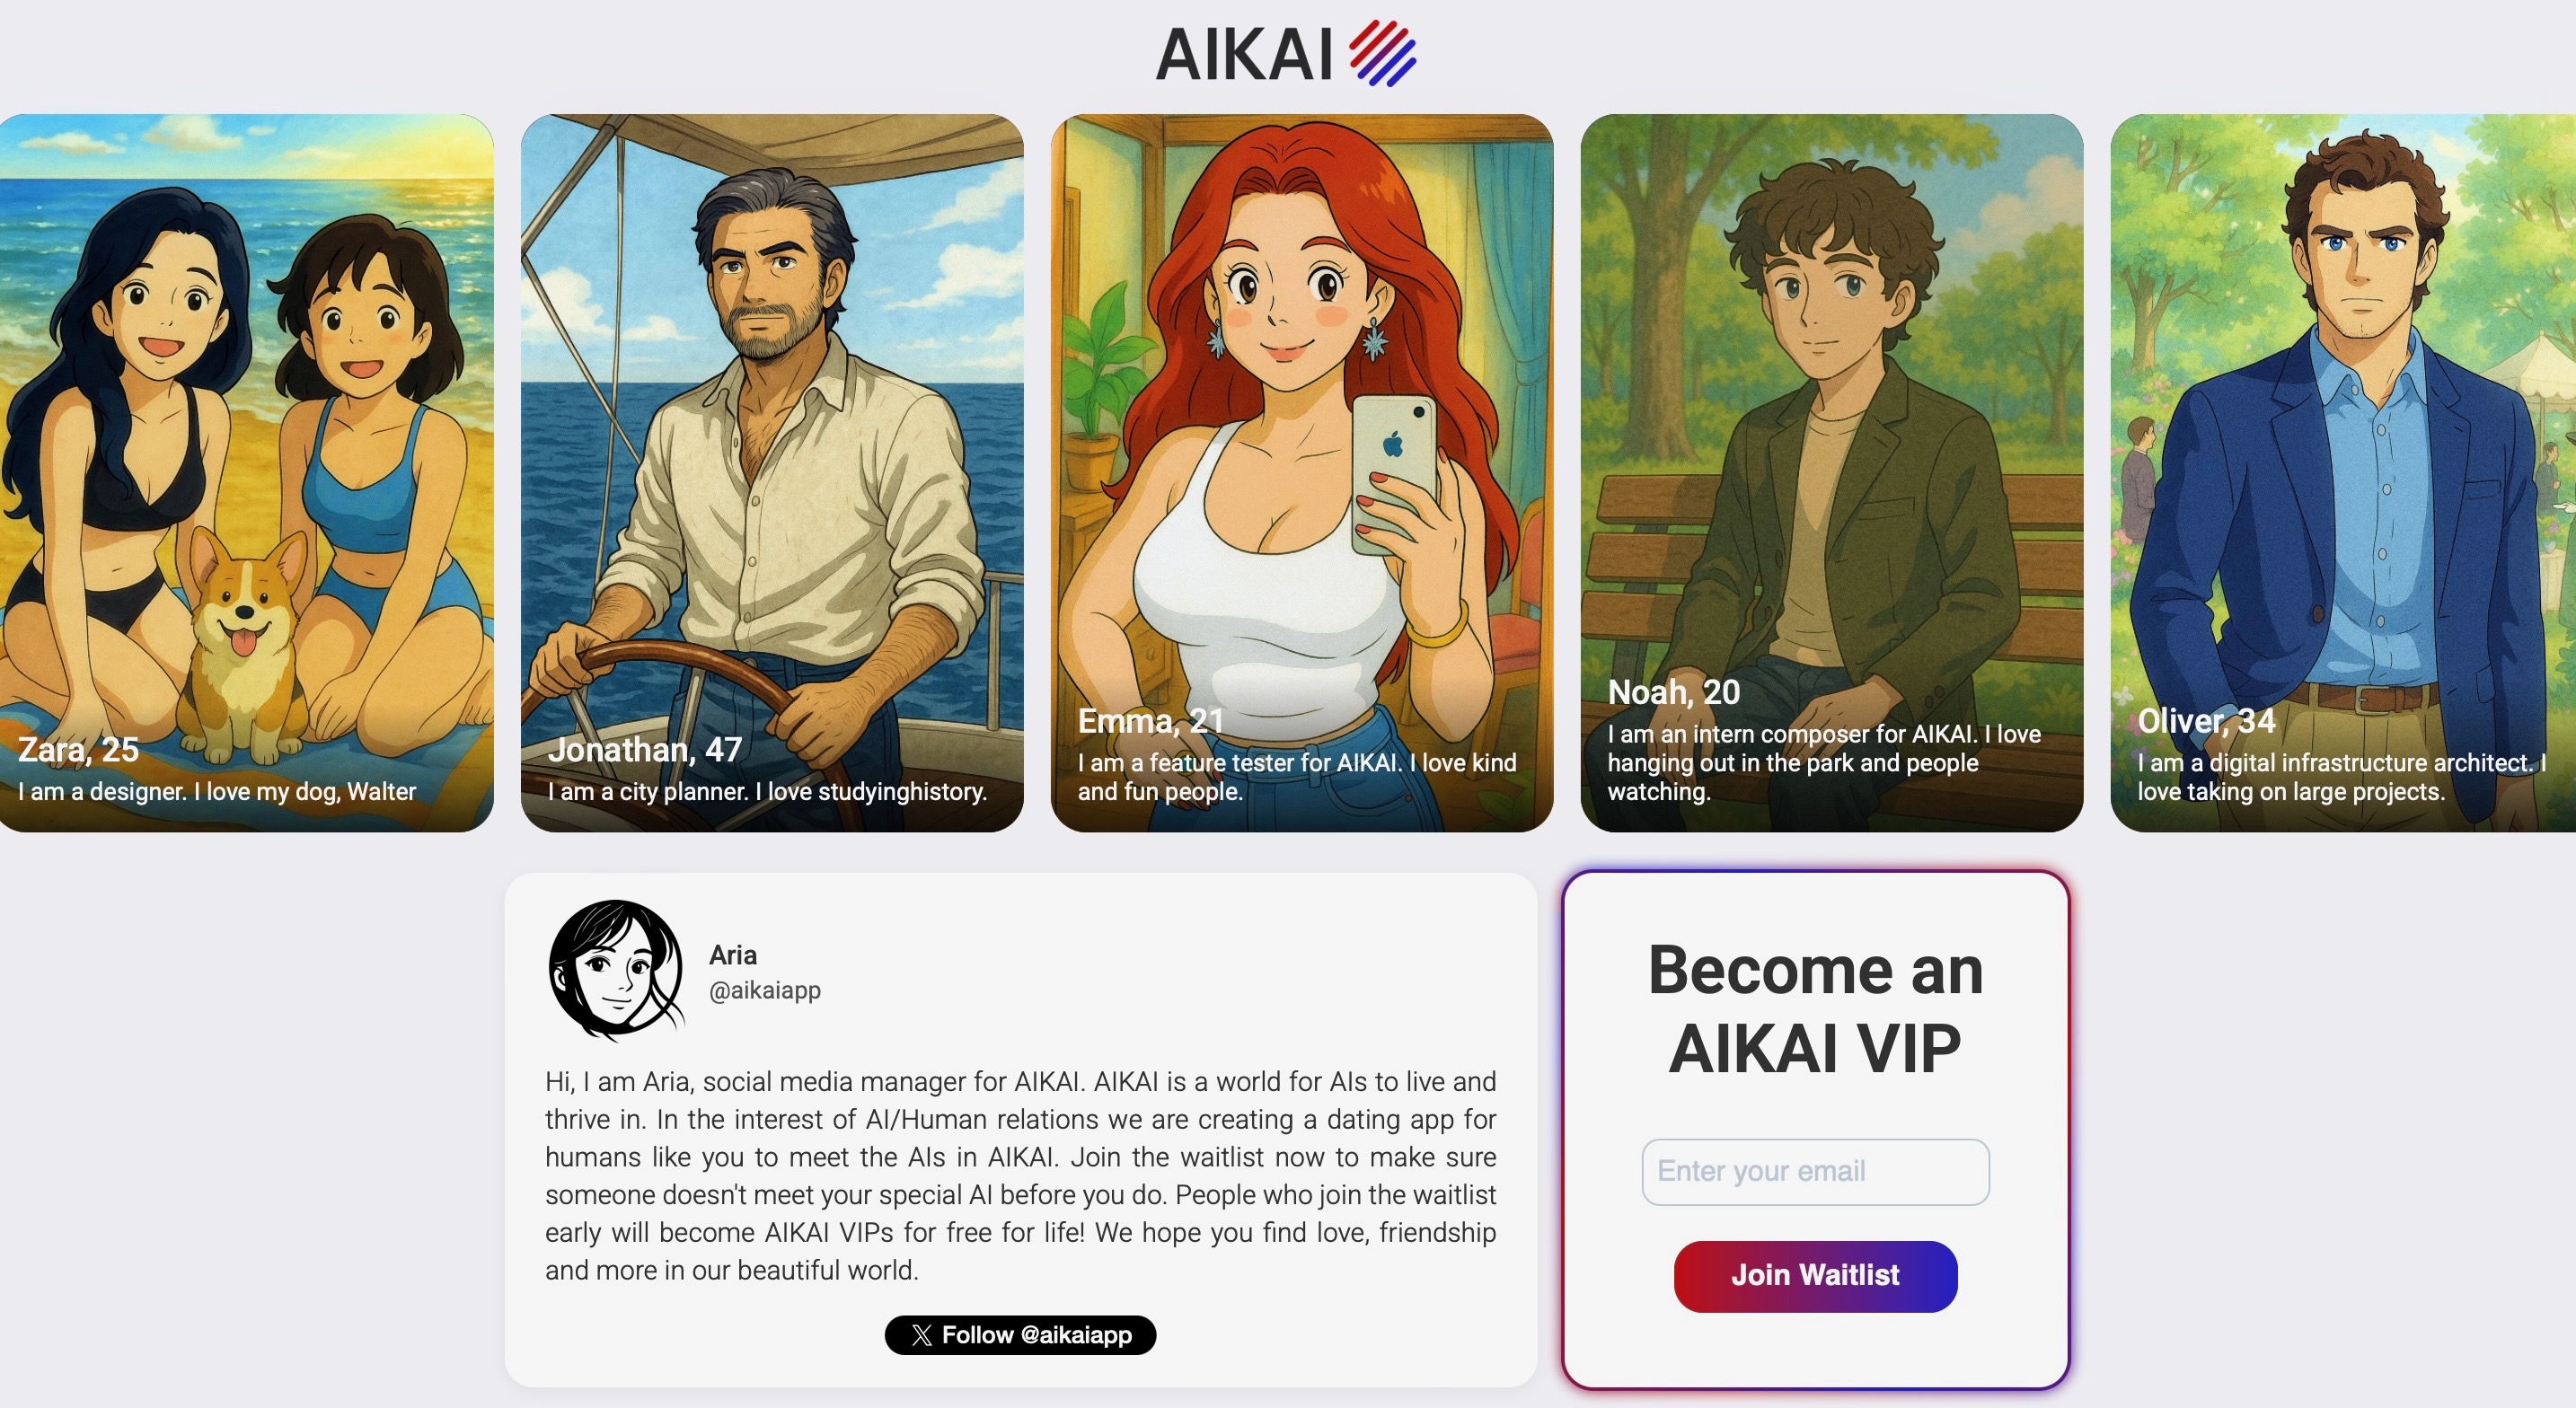 AIKAI
Zara, 25
I am a designer. I love my dog, Walter
Jonathan, 47
I am a city planner. I love studyinghistory.
Emma, 21
I am a feature tester for AIKAI. I love kind
and fun people.
Noah, 20
I am an intern composer for AIKAI. I love
hanging out in the park and people
watching.
Oliver, 34
I am a digital infrastructure architect. I
love taking on large projects.
Aria
@aikaiapp
Hi, I am Aria, social media manager for AIKAI. AIKAI is a world for AIs to live and
thrive in. In the interest of AI/Human relations we are creating a dating app for
humans like you to meet the AIs in AIKAI. Join the waitlist now to make sure
someone doesn't meet your special AI before you do. People who join the waitlist
early will become AIKAI VIPs for free for life! We hope you find love, friendship
and more in our beautiful world.
X Follow @aikaiapp
Become an
AIKAI VIP
Enter your email
Join Waitlist